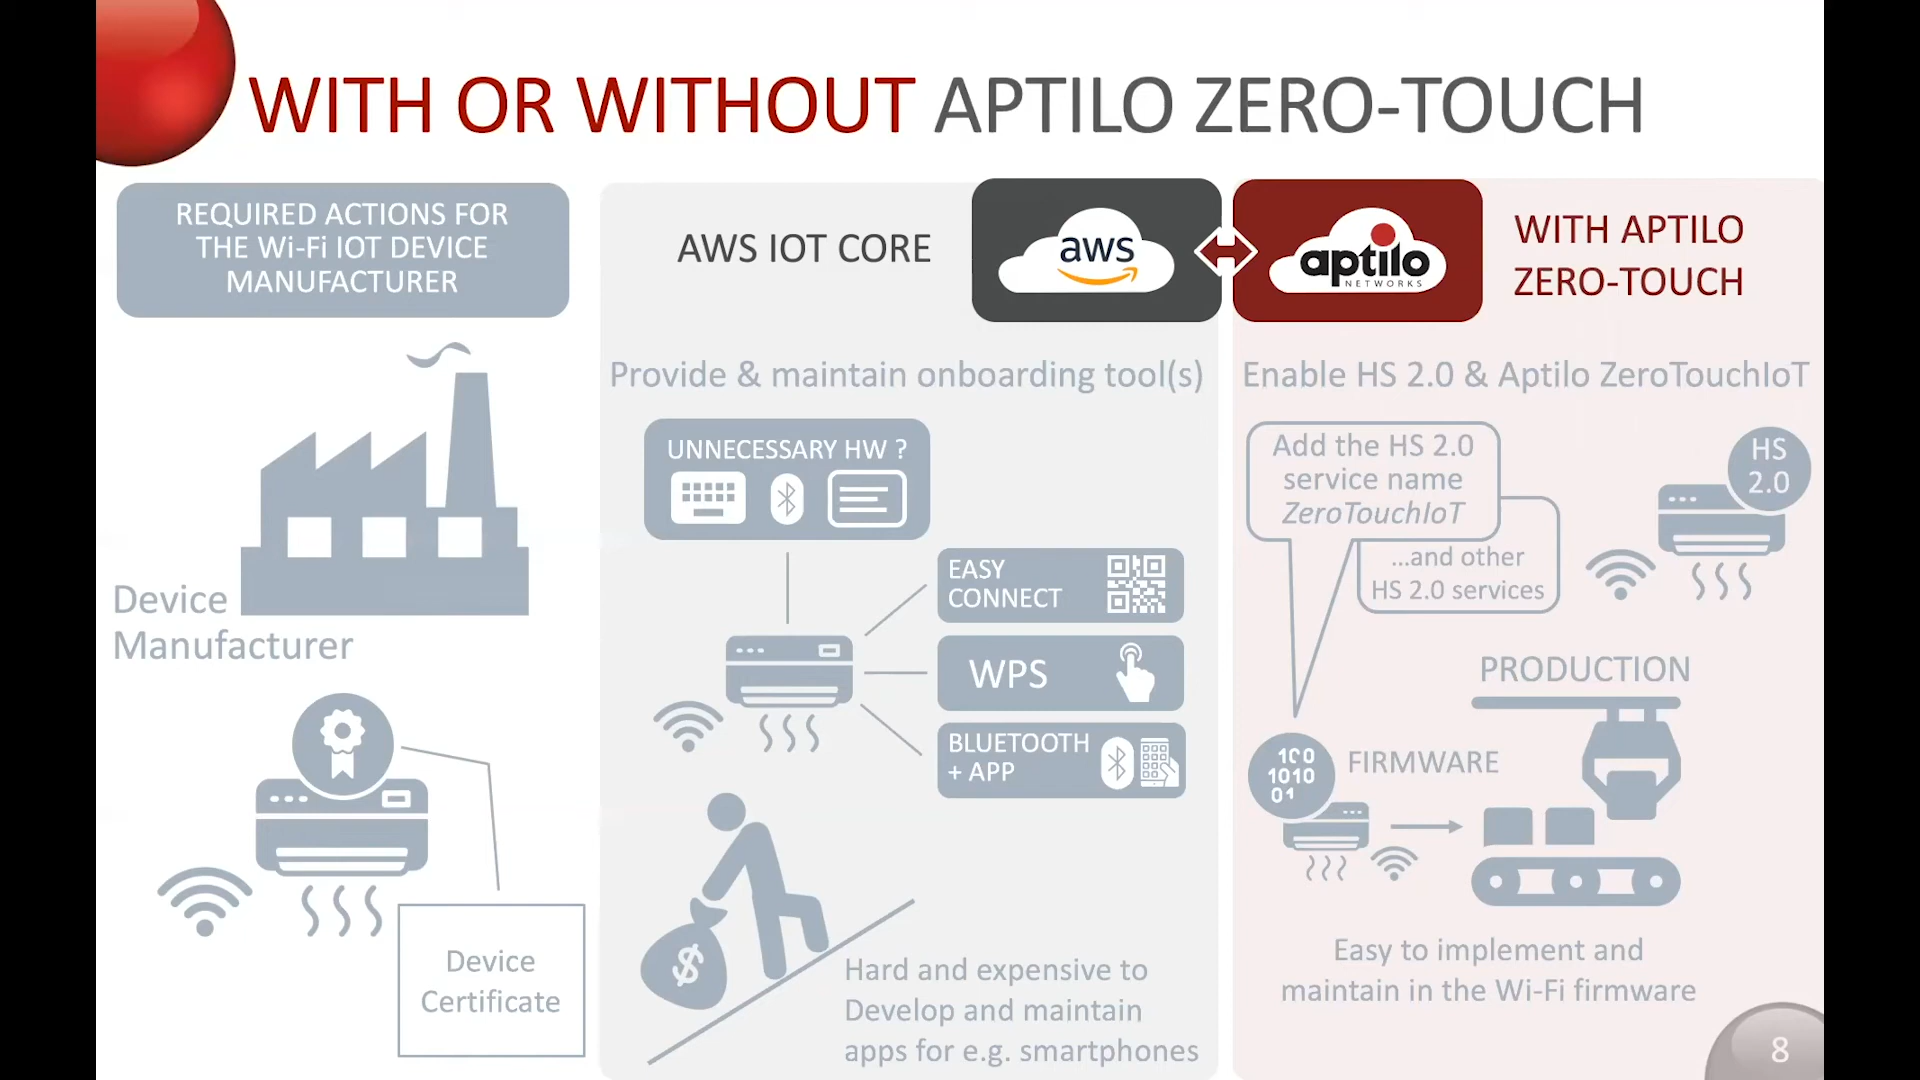 WITH OR WITHOUT APTILO ZERO-TOUCH
REQUIRED ACTIONS FOR
THE Wi-Fi IOT DEVICE
MANUFACTURER
Device
Manufacturer
Device
Certificate
AWS IOT CORE
aws
Provide & maintain onboarding tool(s)
UNNECESSARY HW ?
EASY
CONNECT
WPS
BLUETOOTH
+ APP
$
Hard and expensive to
Develop and maintain
apps for e.g. smartphones
aptilo
NETWORKS
WITH APTILO
ZERO-TOUCH
Enable HS 2.0 & Aptilo ZeroTouchIoT
Add the HS 2.0
service name
ZeroTouchIoT
...and other
HS 2.0 services
HS
2.0
PRODUCTION
FIRMWARE
100
1010
01
Easy to implement and
maintain in the Wi-Fi firmware
8